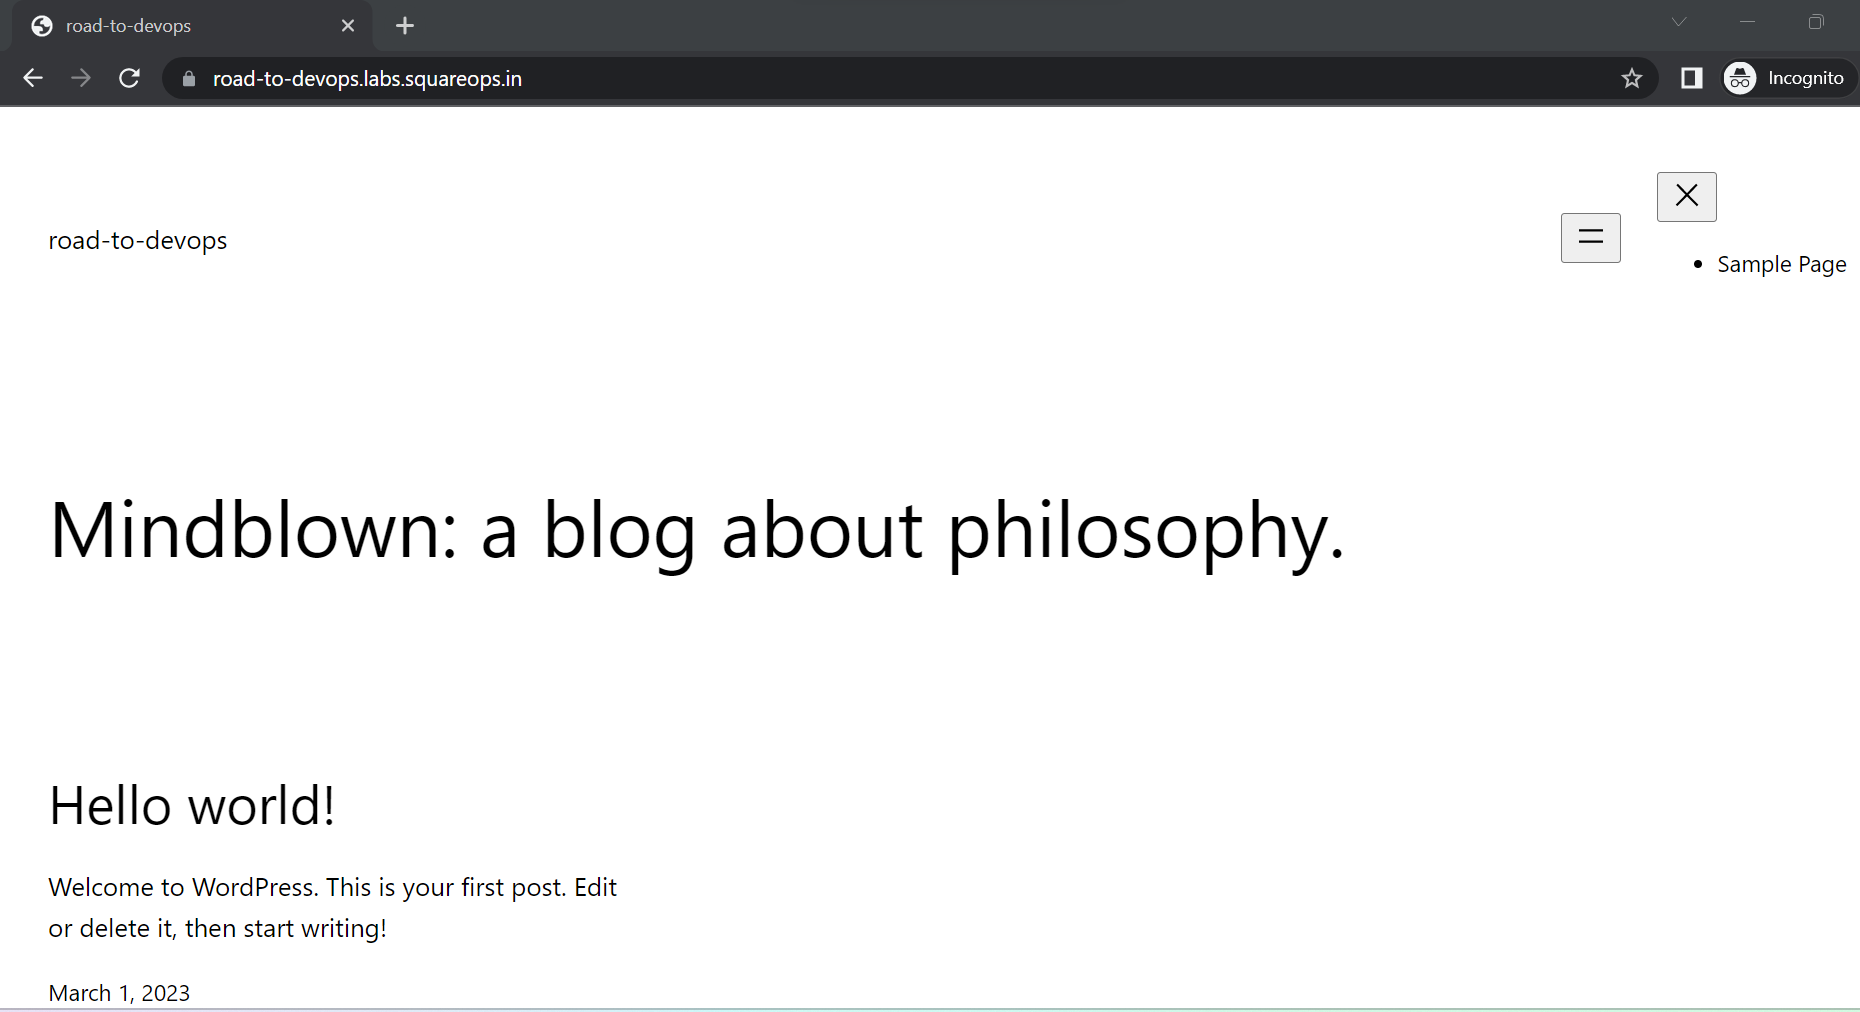 road-to-devops
road-to-devops.labs.squareops.in
Incognito
road-to-devops
Sample Page
Mindblown: a blog about philosophy.
Hello world!
Welcome to WordPress. This is your first post. Edit
or delete it, then start writing!
March 1, 2023